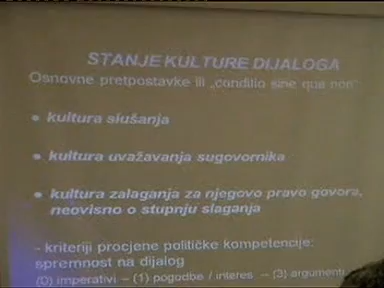 STANJE KULTURE DIJALOGA
Osnovne pretpostavke ili „conditio sine qua non“
• kultura slušanja
• kultura uvažavanja sugovornika
• kultura zalaganja za njegovo pravo govora,
neovisno o stupnju slaganja
- kriteriji procjene političke kompetencije:
spremnost na dijalog
(0) imperativi – (1) pogodbe / interes – (3) argumenti